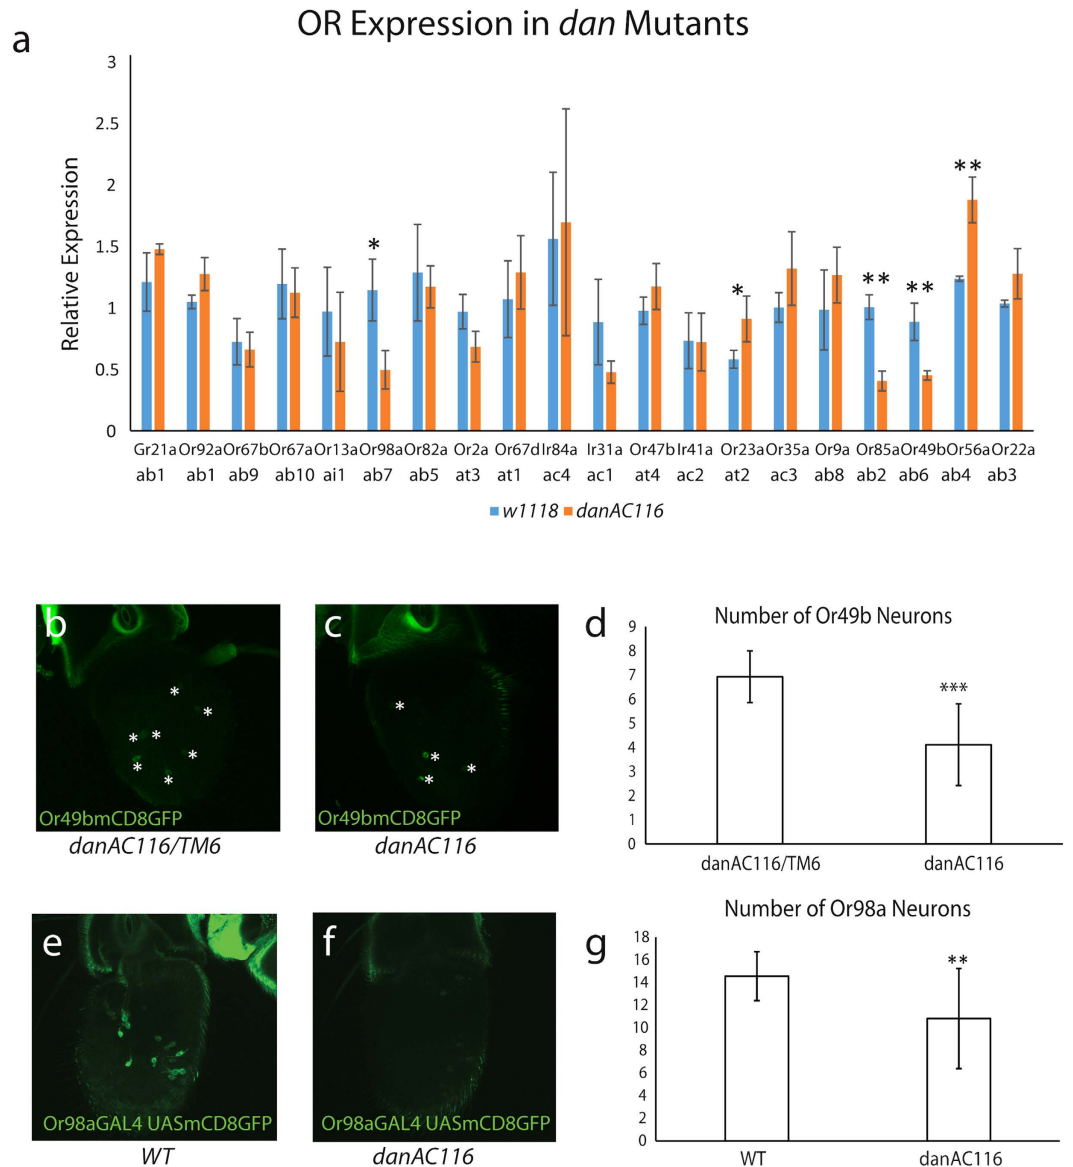 OR Expression in dan Mutants
a
3
2.5
2
1.5
1
0.5
0
Relative Expression
*
*
**
**
**
Gr21a Or92a Or67b Or67a Or13a Or98a Or82a Or2a Or67d Ir84a Ir31a Or47b Ir41a Or23a Or35a Or9a Or85a Or49b Or56a Or22a
ab1 ab1 ab9 ab10 ai1 ab7 ab5 at3 at1 ac4 ac1 at4 ac2 at2 ac3 ab8 ab2 ab6 ab4 ab3
w1118 danAC116
b
* * * * * * *
Or49bmCD8GFP
danAC116/TM6
c
* * * *
Or49bmCD8GFP
danAC116
d
Number of Or49b Neurons
9
8
7
6
5
4
3
2
1
0
***
danAC116/TM6 danAC116
e
Or98aGAL4 UASmCD8GFP
WT
f
Or98aGAL4 UASmCD8GFP
danAC116
g
Number of Or98a Neurons
18
16
14
12
10
8
6
4
2
0
**
WT danAC116